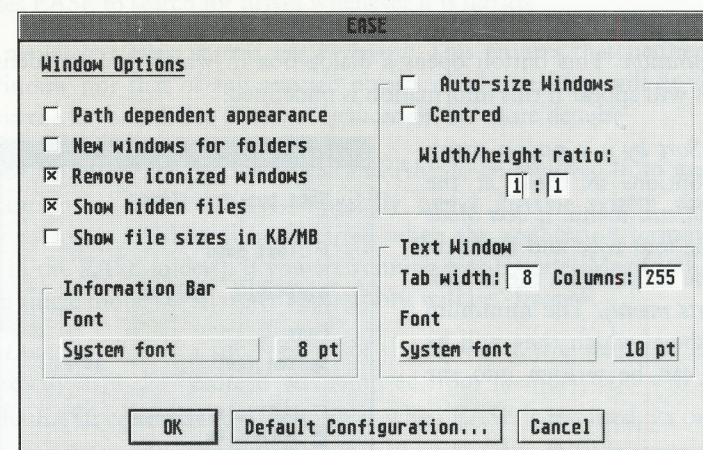 EASE
Window Options
Path dependent appearance
New windows for folders
Remove iconized windows
Show hidden files
Show file sizes in KB/MB
Information Bar
Font
System font 8 pt
Auto-size Windows
Centred
Width/height ratio:
1 : 1
Text Window
Tab width: 8 Columns: 255
Font
System font 10 pt
OK Default Configuration... Cancel